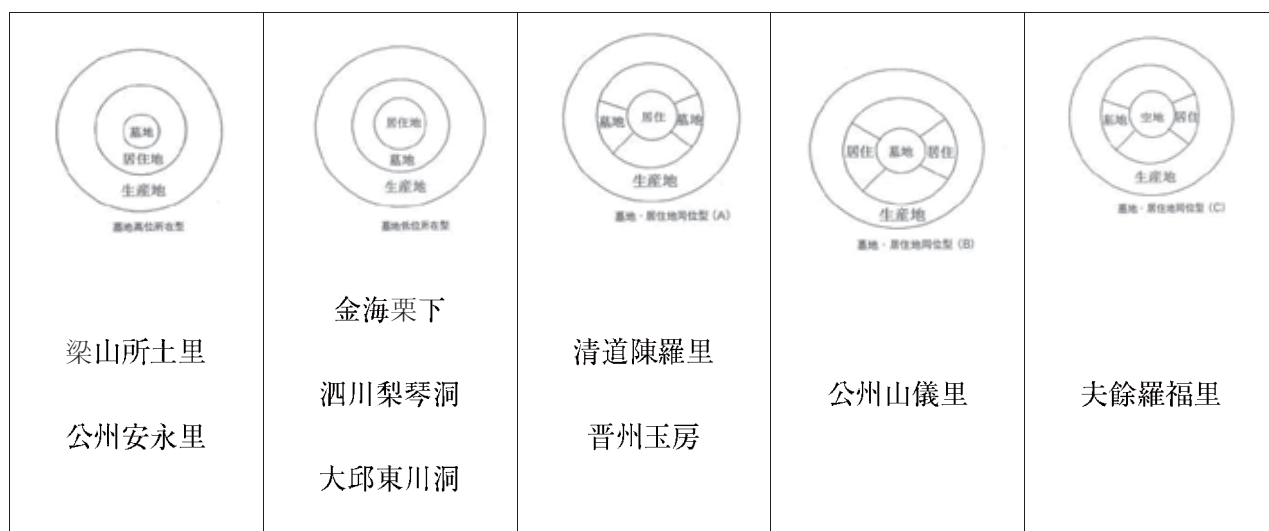 墓地
居住地
生産地
墓地高位所在型
梁山所土里
公州安永里
居住地
墓地
生産地
墓地低位所在型
金海栗下
泗川梨琴洞
大邱東川洞
墓地 居住 墓地
生産地
墓地・居住地同位型(A)
清道陳羅里
晋州玉房
居住 墓地 居住
生産地
墓地・居住地同位型(B)
公州山儀里
墓地 空地 居住
生産地
墓地・居住地同位型(C)
夫餘羅福里